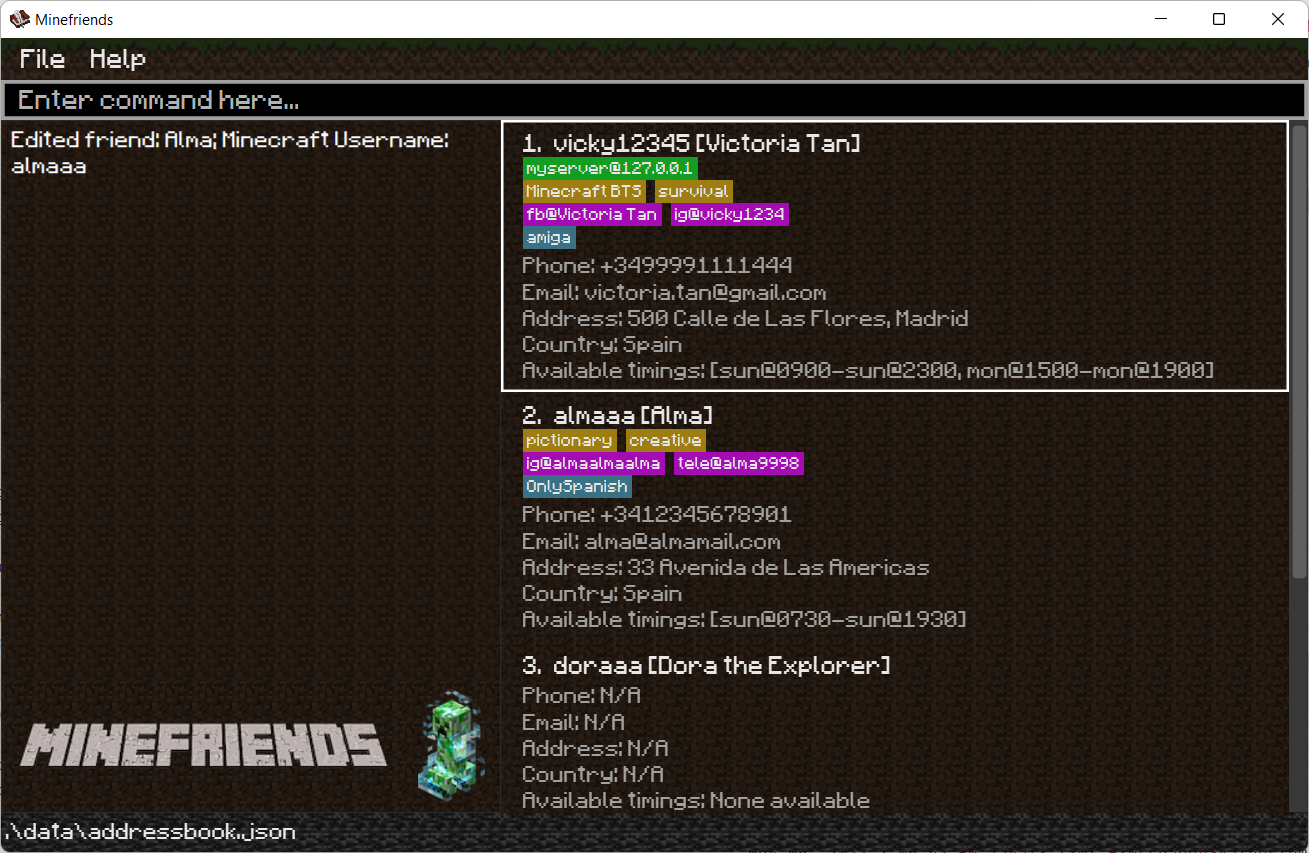 Minefriends
File Help
Enter command here...
Edited friend: Alma; Minecraft Username:
almaaa
1. vicky12345 [Victoria Tan]
myserver@127.0.0.1
Minecraft BTS survival
fb@Victoria Tan ig@vicky1234
amiga
Phone: +3499991111444
Email: victoria.tan@gmail.com
Address: 500 Calle de Las Flores, Madrid
Country: Spain
Available timings: [sun@0900-sun@2300, mon@1500-mon@1900]
2. almaaa [Alma]
pictionary creative
ig@almaalmaalma tele@alma9998
OnlySpanish
Phone: +3412345678901
Email: alma@almamail.com
Address: 33 Avenida de Las Americas
Country: Spain
Available timings: [sun@0730-sun@1930]
3. doraaa [Dora the Explorer]
Phone: N/A
Email: N/A
Address: N/A
Country: N/A
Available timings: None available
MINEFRIENDS
.\data\addressbook..json